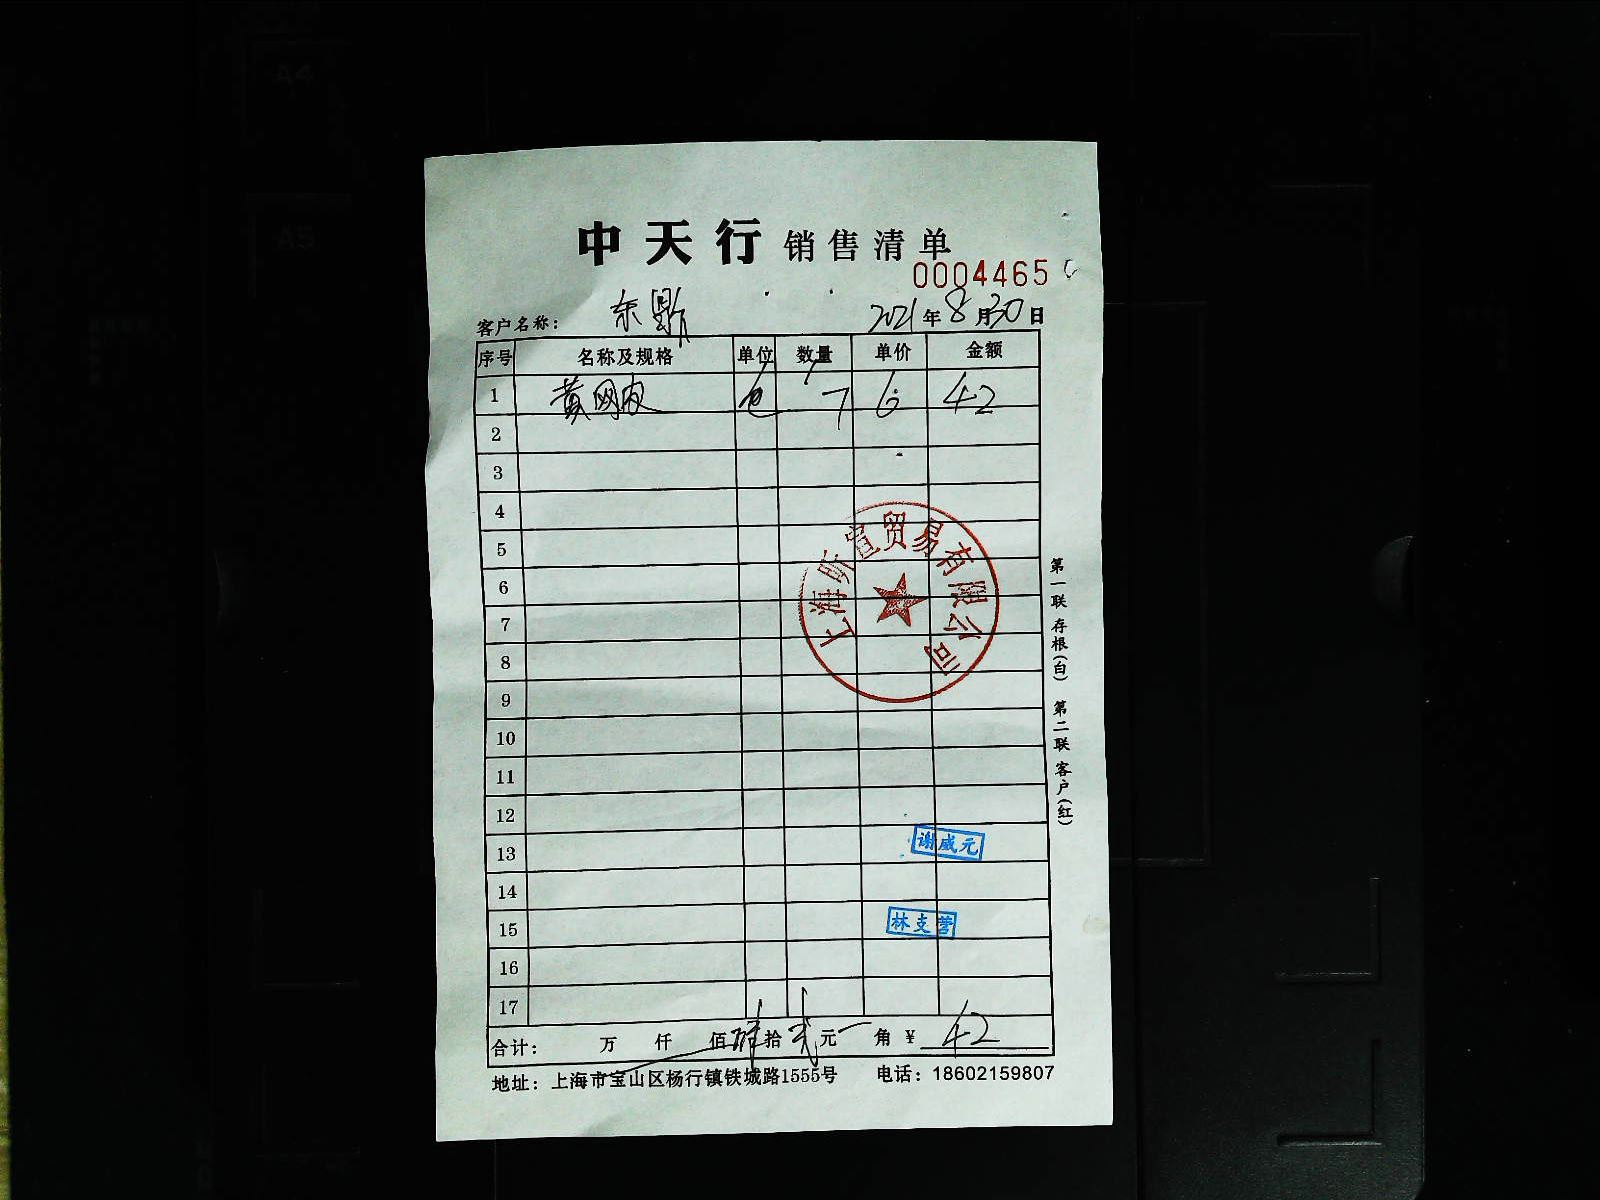 A4
A5
中天行 销售清单
0004465
客户名称： 东 2021年8月30日
序号 名称及规格 单位 数量 单价 金额
1 黄网皮 包 7 6 42
2
3
4
5
6
7
8
9
10
11
12
13
14
15
16
17
上海昕宣贸易有限公司
谢威元
林支营
合计： 万 仟 佰 肆拾 贰元 角 ¥ 42
地址：上海市宝山区杨行镇铁城路1555号 电话：18602159807
第一联 存根(白) 第二联 客户(红)